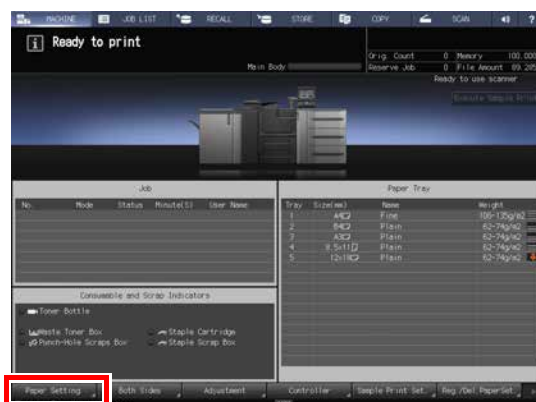 MACHINE JOB LIST RECALL STORE COPY SCAN ?
Ready to print
Main Body
Orig. Count 0 Memory 100.000
Reserve Job 0 File Amount 89.285
Ready to use scanner
Execute Sample Print
Job
No. Mode Status Minute(S) User Name
Paper Tray
Tray Size(mm) Name Weight
1 A4 Fine 106-135g/m2
2 B4 Plain 62-74g/m2
3 A3 Plain 62-74g/m2
4 8.5x11 Plain 62-74g/m2
5 12x18 Plain 62-74g/m2
Consumable and Scrap Indicators
Toner Bottle
Waste Toner Box Staple Cartridge
Punch-Hole Scraps Box Staple Scrap Box
Paper Setting Both Sides Adjustment Controller Sample Print Set. Reg./Del.PaperSet.